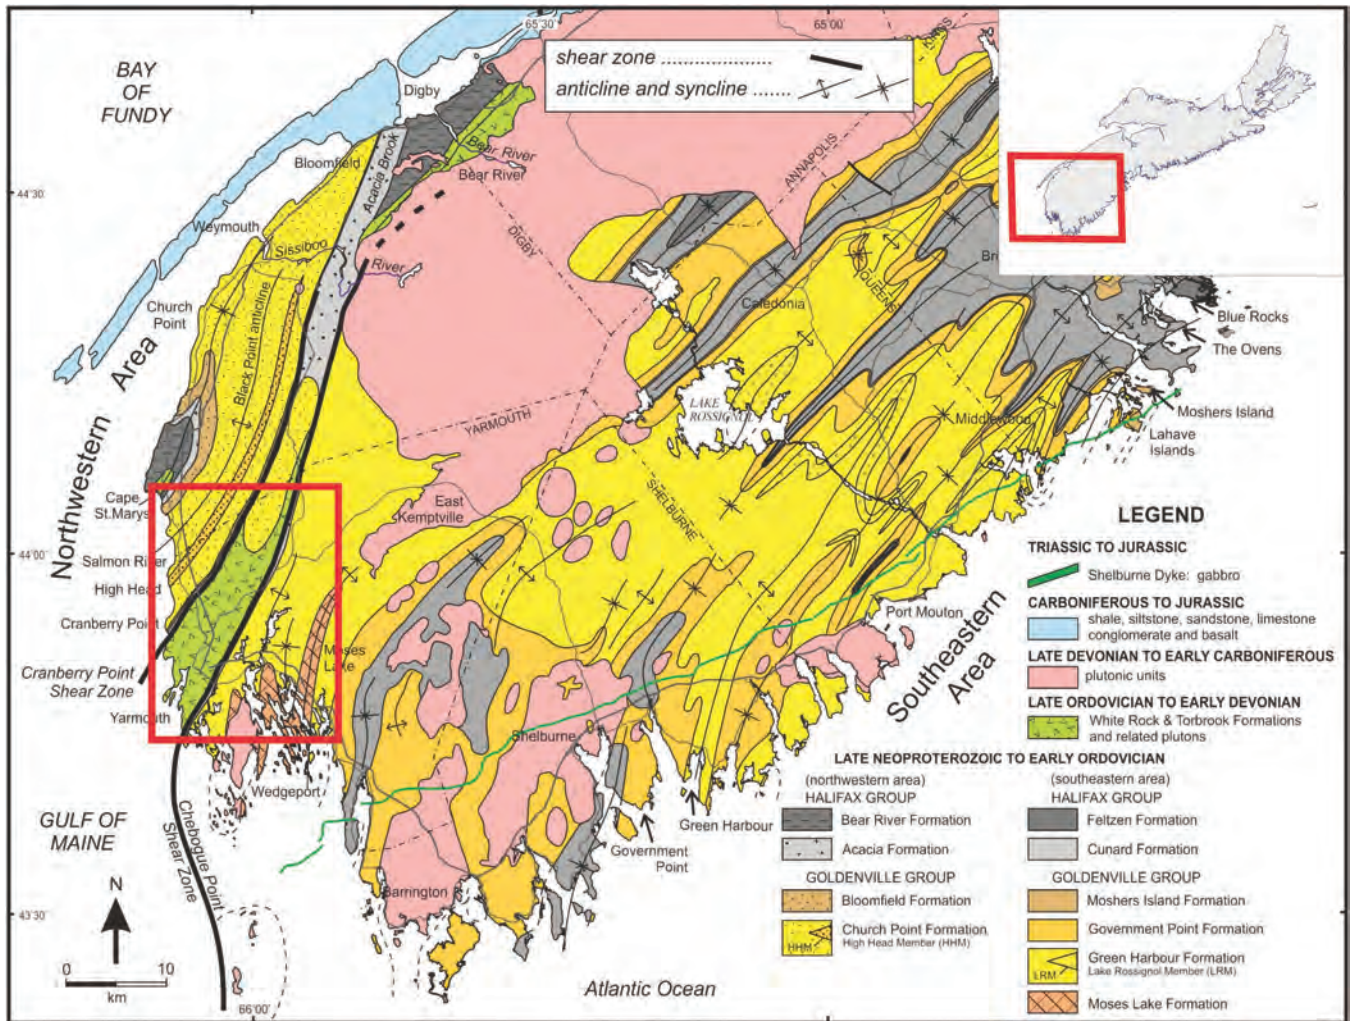 65°30'
65°00'
BAY
OF
FUNDY
Digby
shear zone
anticline and syncline
KINGS
ANNAPOLIS
Bloomfield
Acacia Brook
Bear River
Bear River
44°30'
Weymouth
Sissiboo
River
DIGBY
QUEENS
Caledonia
Church
Point
Black Point anticline
Blue Rocks
The Ovens
Northwestern
Area
LAKE
ROSSIGNOL
YARMOUTH
Middlewood
Moshers Island
Lahave
Islands
Cape
St.Marys
East
Kemptville
SHELBURNE
44°00'
Salmon River
High Head
Cranberry Point
Moses
Lake
Port Mouton
Cranberry Point
Shear Zone
Southeastern
Area
Yarmouth
Shelburne
Wedgeport
GULF OF
MAINE
Chebogue Point
Shear Zone
Green Harbour
Government
Point
Barrington
43°30'
N
0 10
km
66°00'
Atlantic Ocean
LEGEND
TRIASSIC TO JURASSIC
Shelburne Dyke: gabbro
CARBONIFEROUS TO JURASSIC
shale, siltstone, sandstone, limestone
conglomerate and basalt
LATE DEVONIAN TO EARLY CARBONIFEROUS
plutonic units
LATE ORDOVICIAN TO EARLY DEVONIAN
White Rock & Torbrook Formations
and related plutons
LATE NEOPROTEROZOIC TO EARLY ORDOVICIAN
(northwestern area)
HALIFAX GROUP
Bear River Formation
Acacia Formation
GOLDENVILLE GROUP
Bloomfield Formation
Church Point Formation
High Head Member (HHM)
HHM
(southeastern area)
HALIFAX GROUP
Feltzen Formation
Cunard Formation
GOLDENVILLE GROUP
Moshers Island Formation
Government Point Formation
Green Harbour Formation
Lake Rossignol Member (LRM)
LRM
Moses Lake Formation